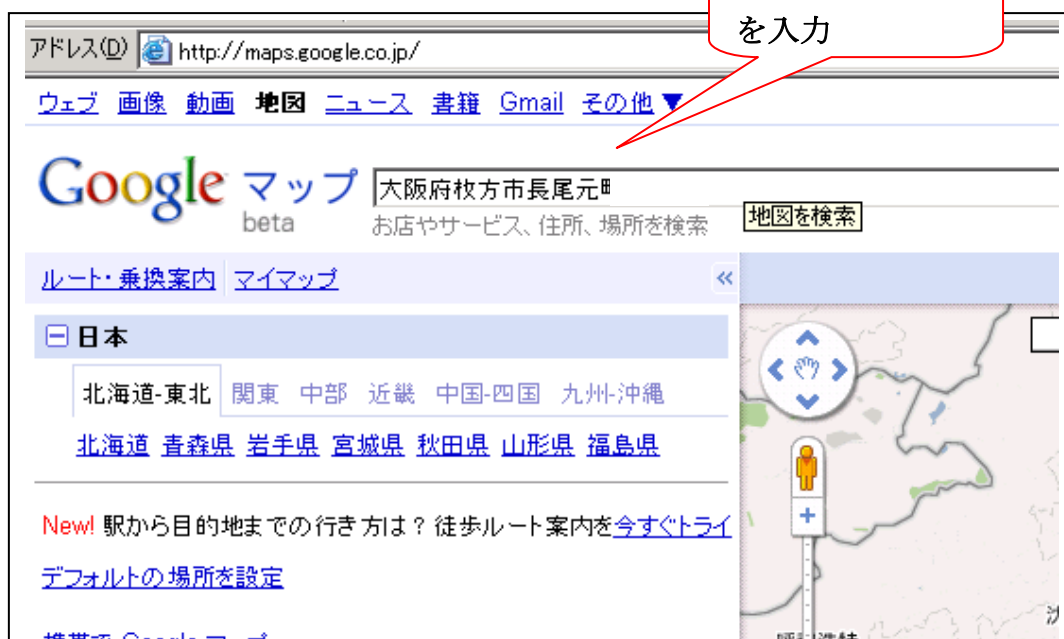 を入力
アドレス(D) http://maps.google.co.jp/
ウェブ 画像 動画 地図 ニュース 書籍 Gmail その他 ▼
Google マップ
beta
大阪府枚方市長尾元
お店やサービス、住所、場所を検索
地図を検索
ルート・乗換案内 マイマップ
«
日本
北海道-東北 関東 中部 近畿 中国-四国 九州-沖縄
北海道 青森県 岩手県 宮城県 秋田県 山形県 福島県
New! 駅から目的地までの行き方は？徒歩ルート案内を今すぐトライ
デフォルトの場所を設定
携帯で Google マップ